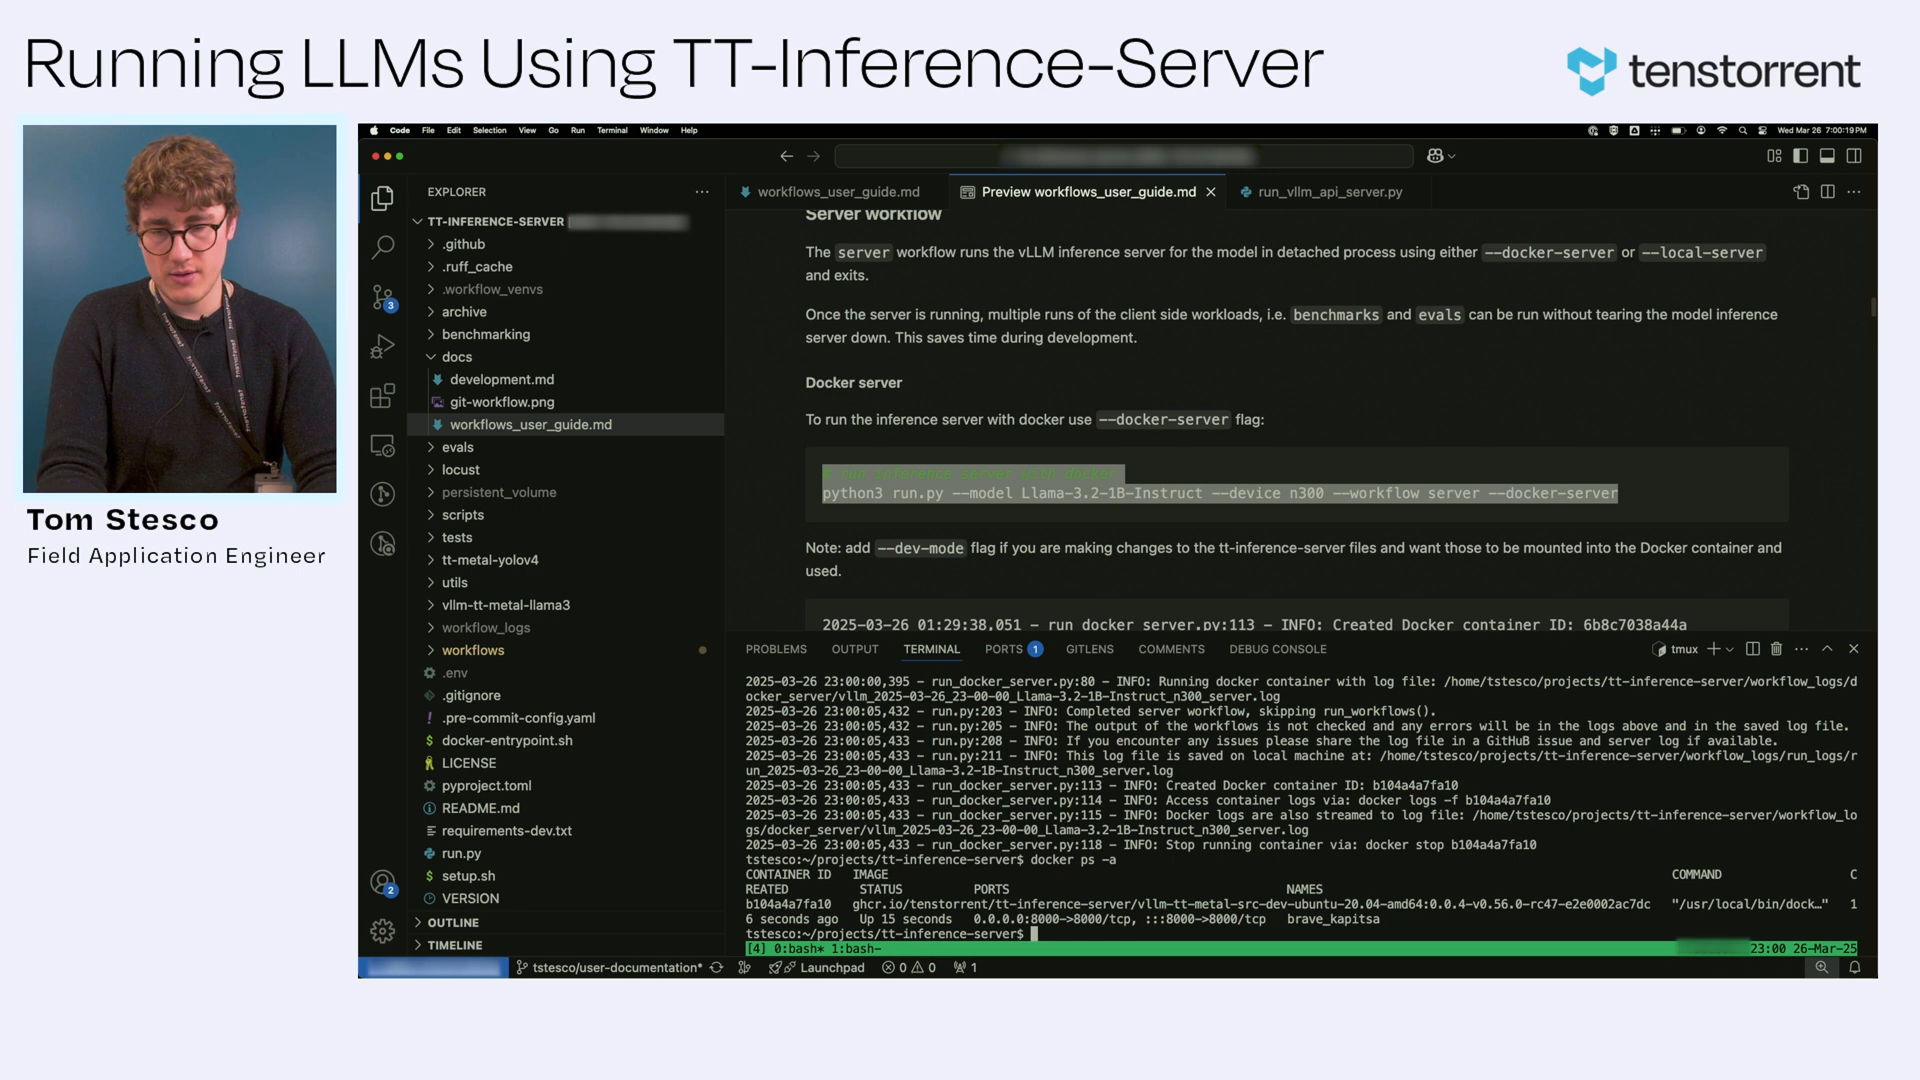 Running LLMs Using TT-Inference-Server
tenstorrent
Tom Stesco
Field Application Engineer
Code File Edit Selection View Go Run Terminal Window Help
Wed Mar 26 7:00:19 PM
EXPLORER
TT-INFERENCE-SERVER
.github
.ruff_cache
.workflow_venvs
archive
benchmarking
docs
development.md
git-workflow.png
workflows_user_guide.md
evals
locust
persistent_volume
scripts
tests
tt-metal-yolov4
utils
vllm-tt-metal-llama3
workflow_logs
workflows
.env
.gitignore
.pre-commit-config.yaml
docker-entrypoint.sh
LICENSE
pyproject.toml
README.md
requirements-dev.txt
run.py
setup.sh
VERSION
OUTLINE
TIMELINE
3
2
workflows_user_guide.md
Preview workflows_user_guide.md
run_vllm_api_server.py
Server workflow
The server workflow runs the vLLM inference server for the model in detached process using either --docker-server or --local-server
and exits.
Once the server is running, multiple runs of the client side workloads, i.e. benchmarks and evals can be run without tearing the model inference
server down. This saves time during development.
Docker server
To run the inference server with docker use --docker-server flag:
# run inference server with docker
python3 run.py --model Llama-3.2-1B-Instruct --device n300 --workflow server --docker-server
Note: add --dev-mode flag if you are making changes to the tt-inference-server files and want those to be mounted into the Docker container and
used.
2025-03-26 01:29:38,051 - run_docker_server.py:113 - INFO: Created Docker container ID: 6b8c7038a44a
PROBLEMS OUTPUT TERMINAL PORTS 1 GITLENS COMMENTS DEBUG CONSOLE
tmux
2025-03-26 23:00:00,395 - run_docker_server.py:80 - INFO: Running docker container with log file: /home/tstesco/projects/tt-inference-server/workflow_logs/d
ocker_server/vllm_2025-03-26_23-00-00_Llama-3.2-1B-Instruct_n300_server.log
2025-03-26 23:00:05,432 - run.py:203 - INFO: Completed server workflow, skipping run_workflows().
2025-03-26 23:00:05,432 - run.py:205 - INFO: The output of the workflows is not checked and any errors will be in the logs above and in the saved log file.
2025-03-26 23:00:05,433 - run.py:208 - INFO: If you encounter any issues please share the log file in a GitHub issue and server log if available.
2025-03-26 23:00:05,433 - run.py:211 - INFO: This log file is saved on local machine at: /home/tstesco/projects/tt-inference-server/workflow_logs/run_logs/r
un_2025-03-26_23-00-00_Llama-3.2-1B-Instruct_n300_server.log
2025-03-26 23:00:05,433 - run_docker_server.py:113 - INFO: Created Docker container ID: b104a4a7fa10
2025-03-26 23:00:05,433 - run_docker_server.py:114 - INFO: Access container logs via: docker logs -f b104a4a7fa10
2025-03-26 23:00:05,433 - run_docker_server.py:115 - INFO: Docker logs are also streamed to log file: /home/tstesco/projects/tt-inference-server/workflow_lo
gs/docker_server/vllm_2025-03-26_23-00-00_Llama-3.2-1B-Instruct_n300_server.log
2025-03-26 23:00:05,433 - run_docker_server.py:118 - INFO: Stop running container via: docker stop b104a4a7fa10
tstesco:~/projects/tt-inference-server$ docker ps -a
CONTAINER ID IMAGE COMMAND C
REATED STATUS PORTS NAMES
b104a4a7fa10 ghcr.io/tenstorrent/tt-inference-server/vllm-tt-metal-src-dev-ubuntu-20.04-amd64:0.0.4-v0.56.0-rc47-e2e0002ac7dc "/usr/local/bin/dock…" 1
6 seconds ago Up 15 seconds 0.0.0.0:8000->8000/tcp, :::8000->8000/tcp brave_kapitsa
tstesco:~/projects/tt-inference-server$
[4] 0:bash* 1:bash- 23:00 26-Mar-25
tstesco/user-documentation* Launchpad 0 0 1